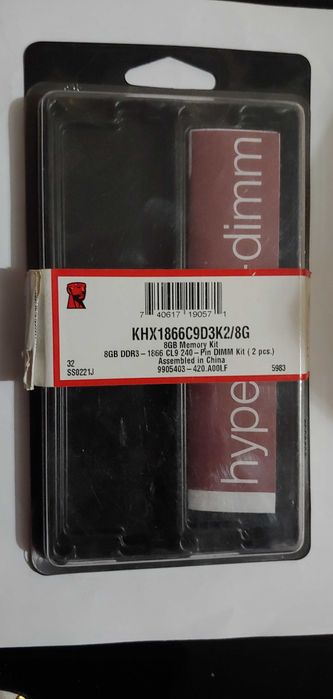 7 40617 19057 1
KHX1866C9D3K2/8G
8GB Memory Kit
8GB DDR3-1866 CL9 240-Pin DIMM Kit ( 2 pcs.)
Assembled in China
32
SS0221J
9905403-420.A00LF
5983
hype
-dimm